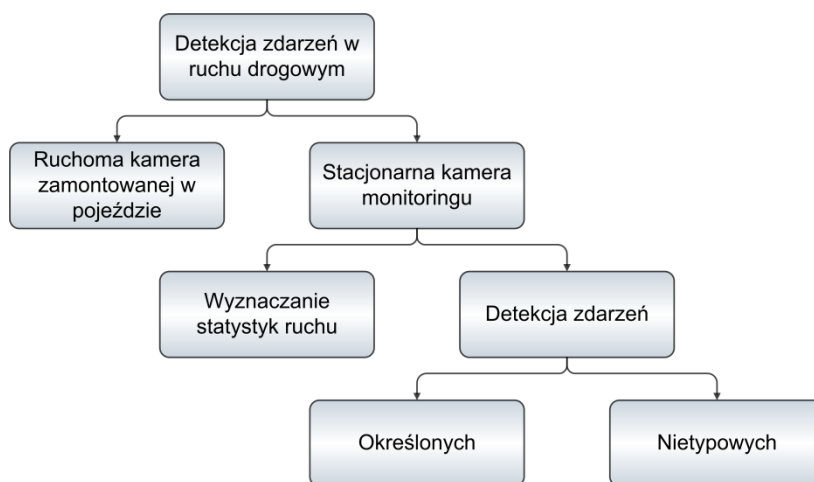 Detekcja zdarzeń w
ruchu drogowym
Ruchoma kamera
zamontowanej w
pojeździe
Stacjonarna kamera
monitoringu
Wyznaczanie
statystyk ruchu
Detekcja zdarzeń
Określonych
Nietypowych